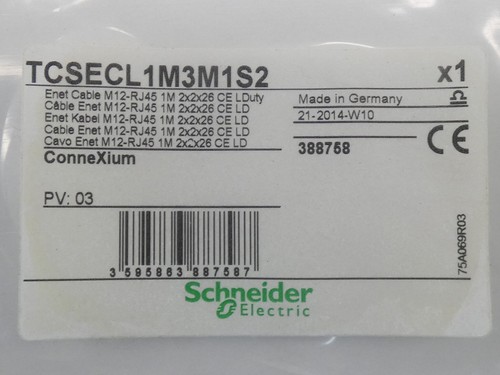 TCSECL1M3M1S2
x1
Enet Cable M12-RJ45 1M 2x2x26 CE LDuty
Câble Enet M12-RJ45 1M 2x2x26 CE LD
Enet Kabel M12-RJ45 1M 2x2x26 CE LD
Cable Enet M12-RJ45 1M 2x2x26 CE LD
Cavo Enet M12-RJ45 1M 2x2x26 CE LD
ConneXium
Made in Germany
21-2014-W10
388758
CE
PV: 03
3 595863 887587
75A069R03
Schneider
Electric